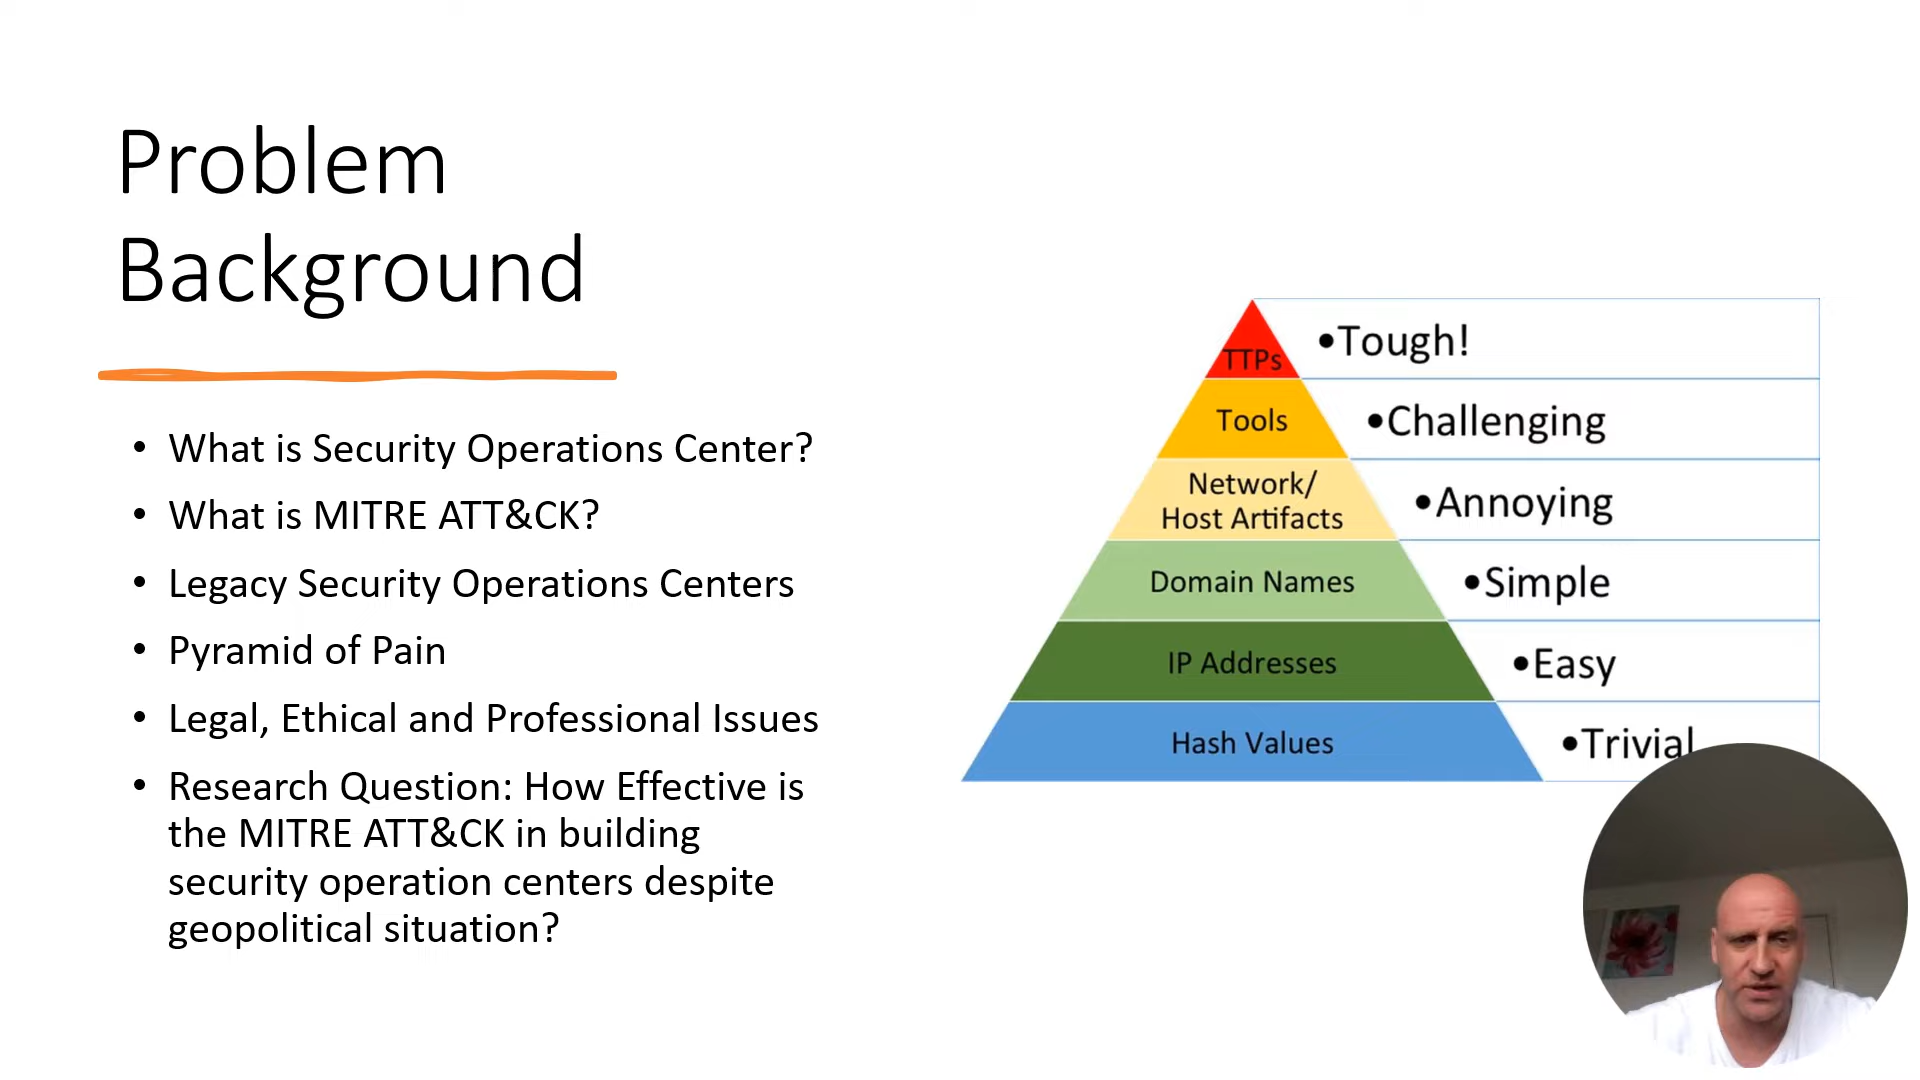 Problem
Background
• What is Security Operations Center?
• What is MITRE ATT&CK?
• Legacy Security Operations Centers
• Pyramid of Pain
• Legal, Ethical and Professional Issues
• Research Question: How Effective is
the MITRE ATT&CK in building
security operation centers despite
geopolitical situation?
TTPs
•Tough!
Tools
•Challenging
Network/
Host Artifacts
•Annoying
Domain Names
•Simple
IP Addresses
•Easy
Hash Values
•Trivial